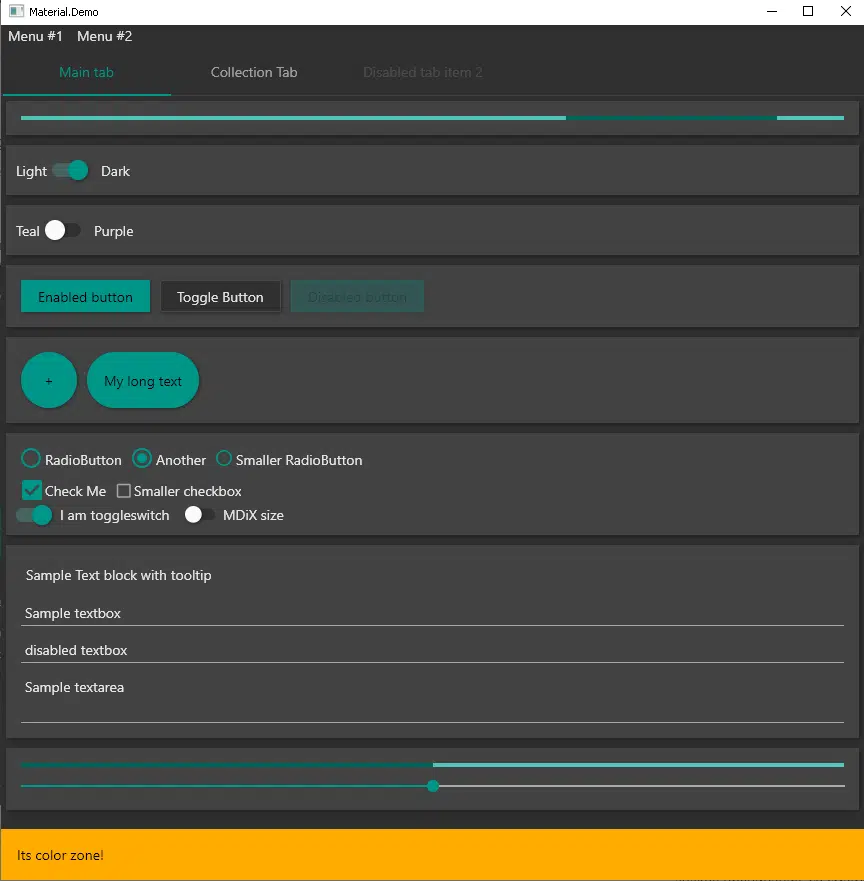 Material.Demo
Menu #1 Menu #2
Main tab Collection Tab Disabled tab item 2
Light Dark
Teal Purple
Enabled button Toggle Button Disabled button
+ My long text
RadioButton Another Smaller RadioButton
Check Me Smaller checkbox
I am toggleswitch MDiX size
Sample Text block with tooltip
Sample textbox
disabled textbox
Sample textarea
Its color zone!